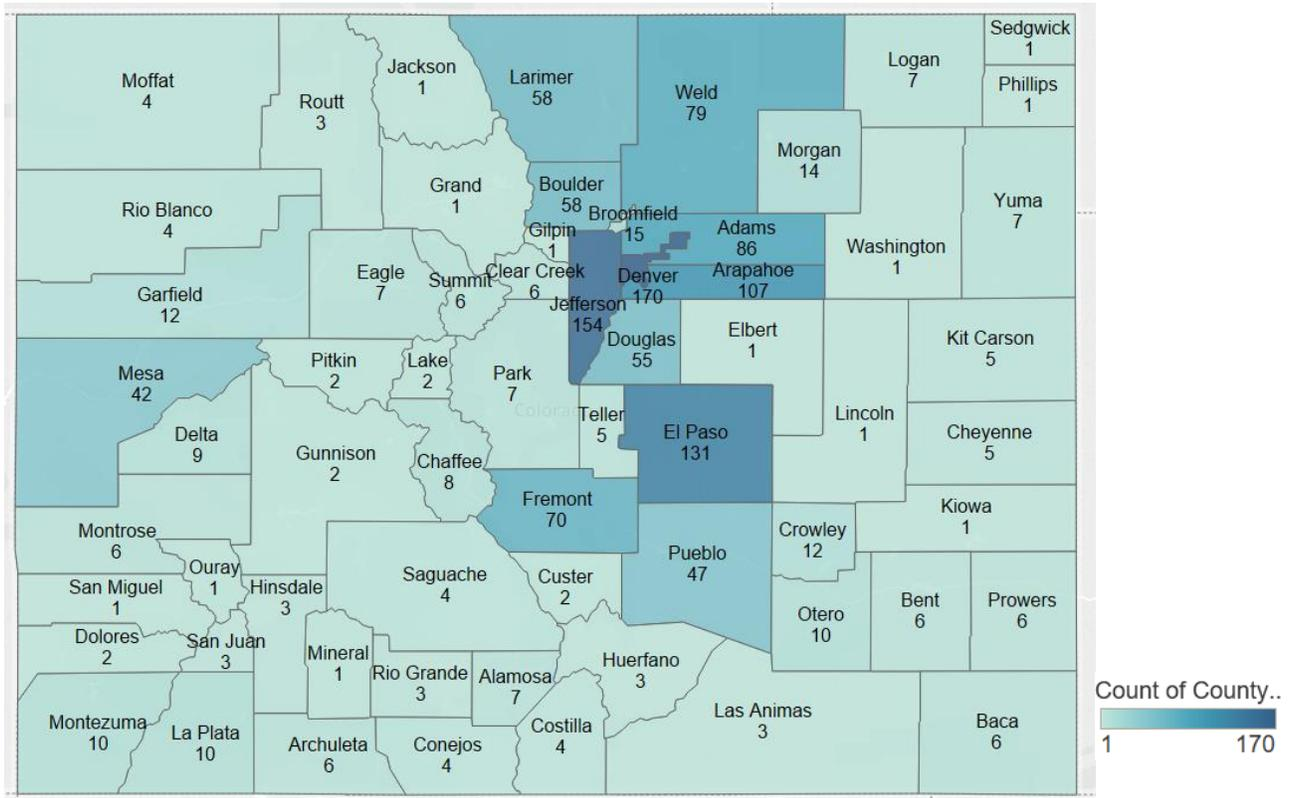 Sedgwick
1
Logan
7
Jackson
1
Moffat
4
Larimer
58
Weld
79
Phillips
1
Routt
3
Morgan
14
Grand
1
Boulder
58
Yuma
7
Rio Blanco
4
Broomfield
15
Gilpin
1
Adams
86
Washington
1
Eagle
7
Summit
6
Clear Creek
6
Denver
170
Arapahoe
107
Garfield
12
Jefferson
154
Douglas
55
Elbert
1
Kit Carson
5
Mesa
42
Pitkin
2
Lake
2
Park
7
Colorad
Teller
5
El Paso
131
Lincoln
1
Cheyenne
5
Delta
9
Gunnison
2
Chaffee
8
Fremont
70
Kiowa
1
Montrose
6
Crowley
12
Pueblo
47
Ouray
1
Saguache
4
Custer
2
San Miguel
1
Hinsdale
3
Otero
10
Bent
6
Prowers
6
Dolores
2
San Juan
3
Mineral
1
Rio Grande
3
Alamosa
7
Huerfano
3
Count of County..
1
170
Montezuma
10
La Plata
10
Archuleta
6
Conejos
4
Costilla
4
Las Animas
3
Baca
6